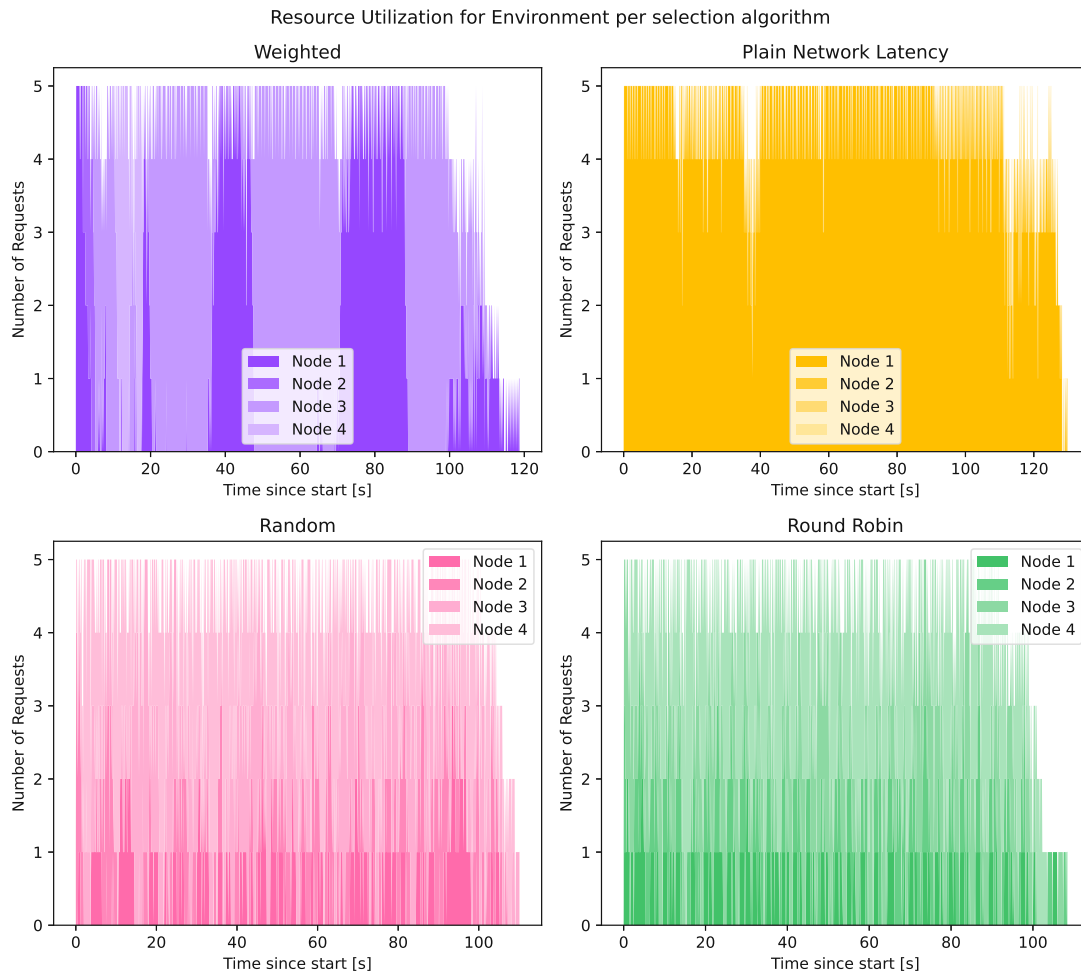 Resource Utilization for Environment per selection algorithm
Weighted
Number of Requests
5
4
3
2
1
0
0 20 40 60 80 100 120
Time since start [s]
Node 1
Node 2
Node 3
Node 4
Plain Network Latency
Number of Requests
5
4
3
2
1
0
0 20 40 60 80 100 120
Time since start [s]
Node 1
Node 2
Node 3
Node 4
Random
Number of Requests
5
4
3
2
1
0
0 20 40 60 80 100
Time since start [s]
Node 1
Node 2
Node 3
Node 4
Round Robin
Number of Requests
5
4
3
2
1
0
0 20 40 60 80 100
Time since start [s]
Node 1
Node 2
Node 3
Node 4